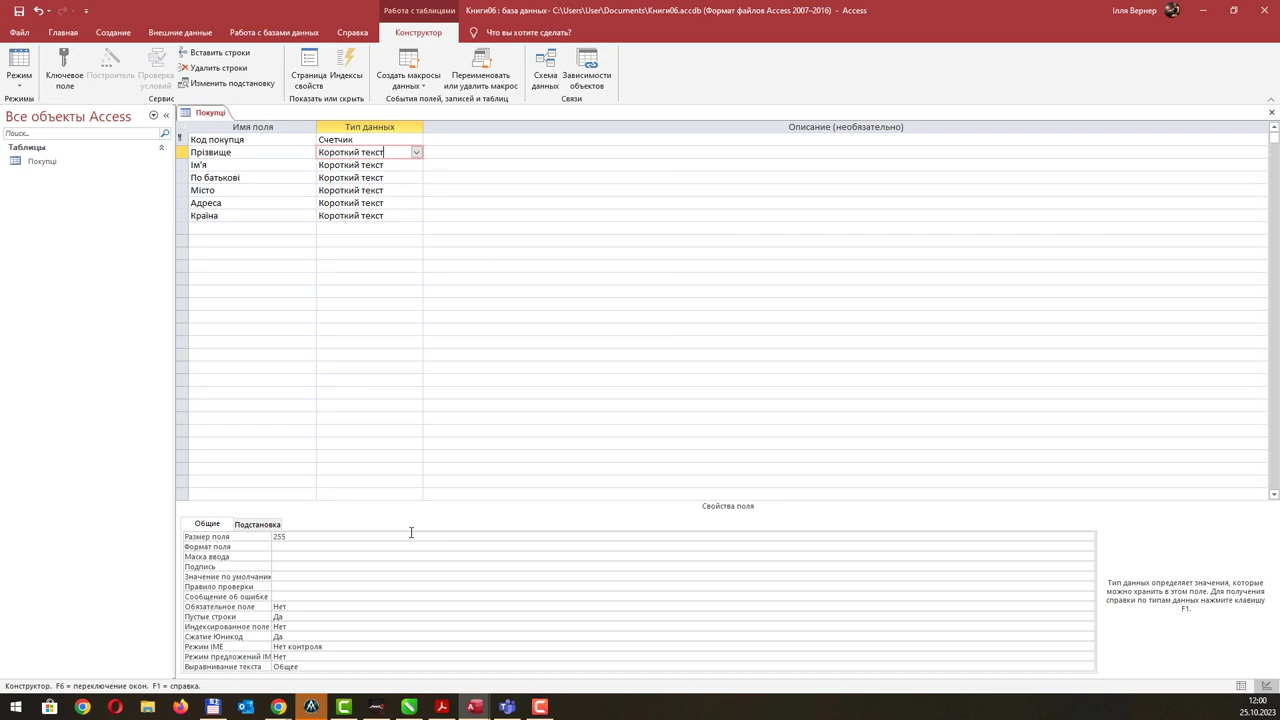 Работа с таблицами
Книги06 : база данных- C:\Users\User\Documents\Книги06.accdb (Формат файлов Access 2007–2016) - Access
Ілля Вернер
Файл Главная Создание Внешние данные Работа с базами данных Справка Конструктор Что вы хотите сделать?
Режим
Ключевое поле
Построитель
Проверка условий
Вставить строки
Удалить строки
Изменить подстановку
Страница свойств
Индексы
Создать макросы данных
Переименовать или удалить макрос
Схема данных
Зависимости объектов
Режимы Сервис Показать или скрыть События полей, записей и таблиц Связи
Все объекты Access
Поиск...
Таблицы
Покупці
Покупці
Имя поля Тип данных Описание (необязательно)
Код покупця Счетчик
Прізвище Короткий текст
Ім'я Короткий текст
По батькові Короткий текст
Місто Короткий текст
Адреса Короткий текст
Країна Короткий текст
Свойства поля
Общие Подстановка
Размер поля 255
Формат поля
Маска ввода
Подпись
Значение по умолчани
Правило проверки
Сообщение об ошибке
Обязательное поле Нет
Пустые строки Да
Индексированное поле Нет
Сжатие Юникод Да
Режим IME Нет контроля
Режим предложений IM Нет
Выравнивание текста Общее
Тип данных определяет значения, которые
можно хранить в этом поле. Для получения
справки по типам данных нажмите клавишу
F1.
Конструктор. F6 = переключение окон. F1 = справка.
12:00
25.10.2023